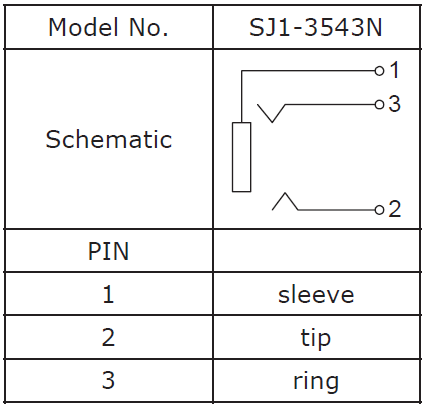 Model No. SJ1-3543N
Schematic
1
3
2
PIN
1 sleeve
2 tip
3 ring